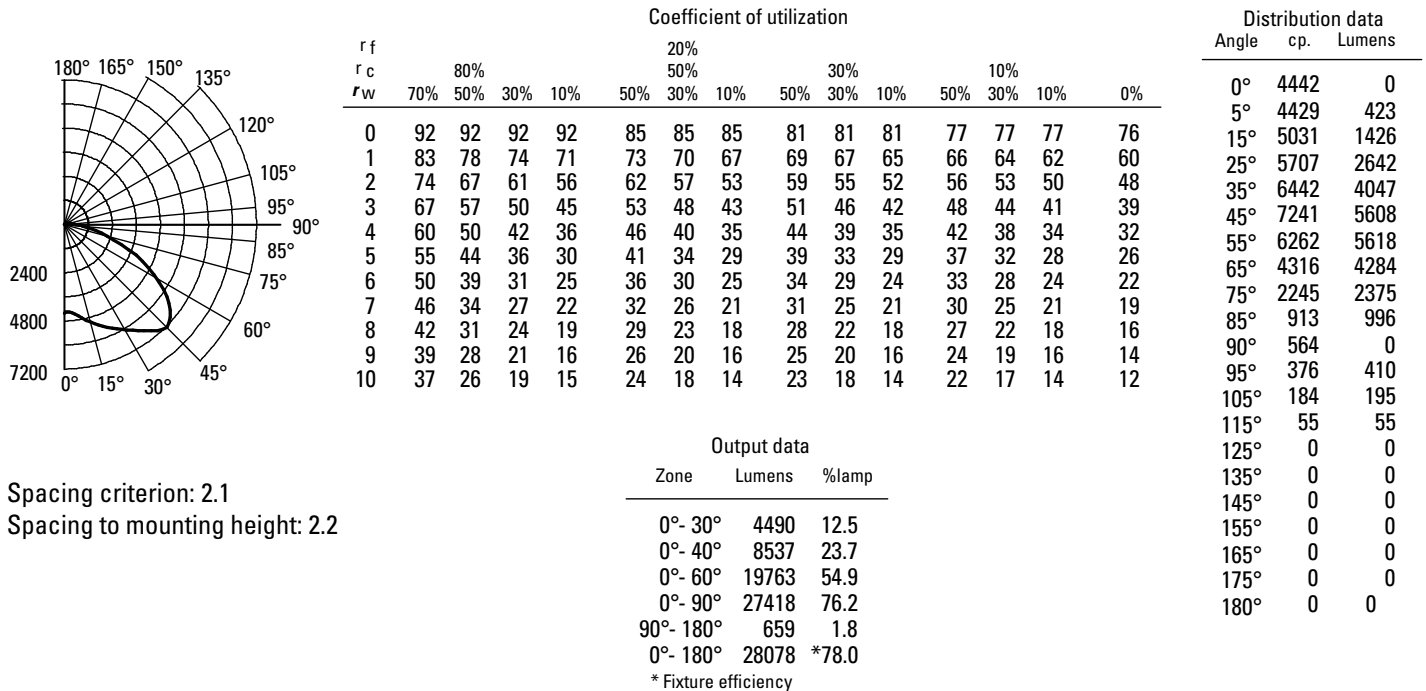 180° 165° 150° 135°
120°
105°
95°
90°
85°
75°
60°
45°
2400
4800
7200 0° 15° 30°
Spacing criterion: 2.1
Spacing to mounting height: 2.2
Coefficient of utilization
r f 20%
r c 80% 50% 30% 10%
r w 70% 50% 30% 10% 50% 30% 10% 50% 30% 10% 50% 30% 10% 0%
0 92 92 92 92 85 85 85 81 81 81 77 77 77 76
1 83 78 74 71 73 70 67 69 67 65 66 64 62 60
2 74 67 61 56 62 57 53 59 55 52 56 53 50 48
3 67 57 50 45 53 48 43 51 46 42 48 44 41 39
4 60 50 42 36 46 40 35 44 39 35 42 38 34 32
5 55 44 36 30 41 34 29 39 33 29 37 32 28 26
6 50 39 31 25 36 30 25 34 29 24 33 28 24 22
7 46 34 27 22 32 26 21 31 25 21 30 25 21 19
8 42 31 24 19 29 23 18 28 22 18 27 22 18 16
9 39 28 21 16 26 20 16 25 20 16 24 19 16 14
10 37 26 19 15 24 18 14 23 18 14 22 17 14 12
Output data
Zone Lumens %lamp
0°- 30° 4490 12.5
0°- 40° 8537 23.7
0°- 60° 19763 54.9
0°- 90° 27418 76.2
90°- 180° 659 1.8
0°- 180° 28078 *78.0
* Fixture efficiency
Distribution data
Angle cp. Lumens
0° 4442 0
5° 4429 423
15° 5031 1426
25° 5707 2642
35° 6442 4047
45° 7241 5608
55° 6262 5618
65° 4316 4284
75° 2245 2375
85° 913 996
90° 564 0
95° 376 410
105° 184 195
115° 55 55
125° 0 0
135° 0 0
145° 0 0
155° 0 0
165° 0 0
175° 0 0
180° 0 0